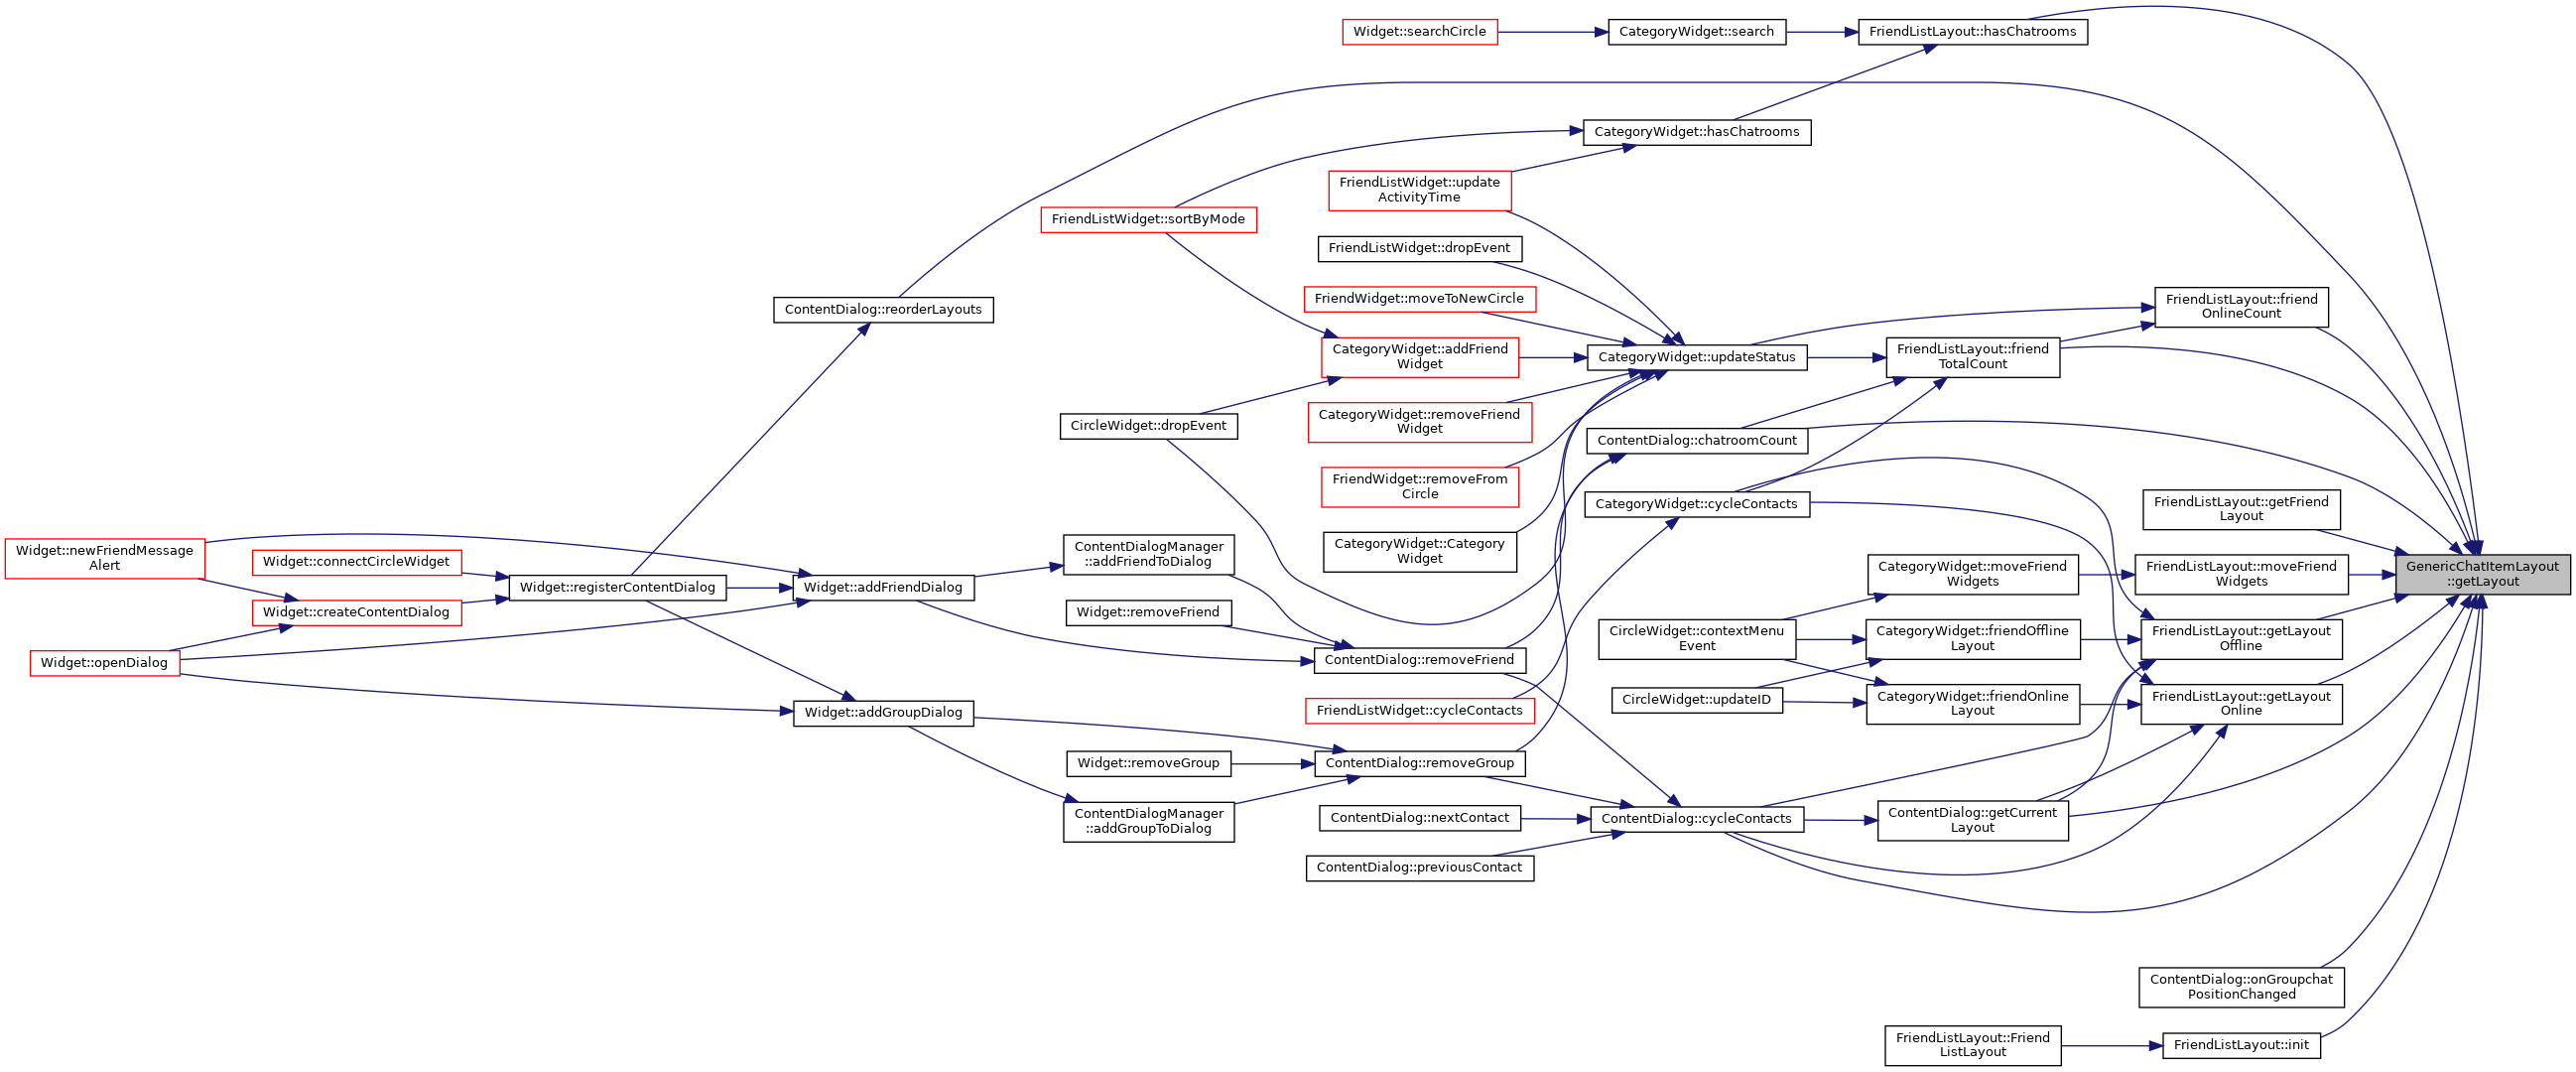 Widget::searchCircle
CategoryWidget::search
FriendListLayout::hasChatrooms
CategoryWidget::hasChatrooms
FriendListWidget::update
ActivityTime
FriendListWidget::sortByMode
FriendListWidget::dropEvent
FriendWidget::moveToNewCircle
ContentDialog::reorderLayouts
FriendListLayout::friend
OnlineCount
CategoryWidget::addFriend
Widget
CategoryWidget::updateStatus
FriendListLayout::friend
TotalCount
CategoryWidget::removeFriend
Widget
CircleWidget::dropEvent
ContentDialog::chatroomCount
FriendWidget::removeFrom
Circle
CategoryWidget::cycleContacts
FriendListLayout::getFriend
Layout
CategoryWidget::Category
Widget
Widget::newFriendMessage
Alert
Widget::connectCircleWidget
ContentDialogManager
::addFriendToDialog
CategoryWidget::moveFriend
Widgets
FriendListLayout::moveFriend
Widgets
GenericChatItemLayout
::getLayout
Widget::registerContentDialog
Widget::addFriendDialog
Widget::createContentDialog
Widget::removeFriend
CircleWidget::contextMenu
Event
CategoryWidget::friendOffline
Layout
FriendListLayout::getLayout
Offline
Widget::openDialog
ContentDialog::removeFriend
CircleWidget::updateID
CategoryWidget::friendOnline
Layout
FriendListLayout::getLayout
Online
Widget::addGroupDialog
FriendListWidget::cycleContacts
Widget::removeGroup
ContentDialog::removeGroup
ContentDialogManager
::addGroupToDialog
ContentDialog::nextContact
ContentDialog::cycleContacts
ContentDialog::getCurrent
Layout
ContentDialog::previousContact
ContentDialog::onGroupchat
PositionChanged
FriendListLayout::Friend
ListLayout
FriendListLayout::init